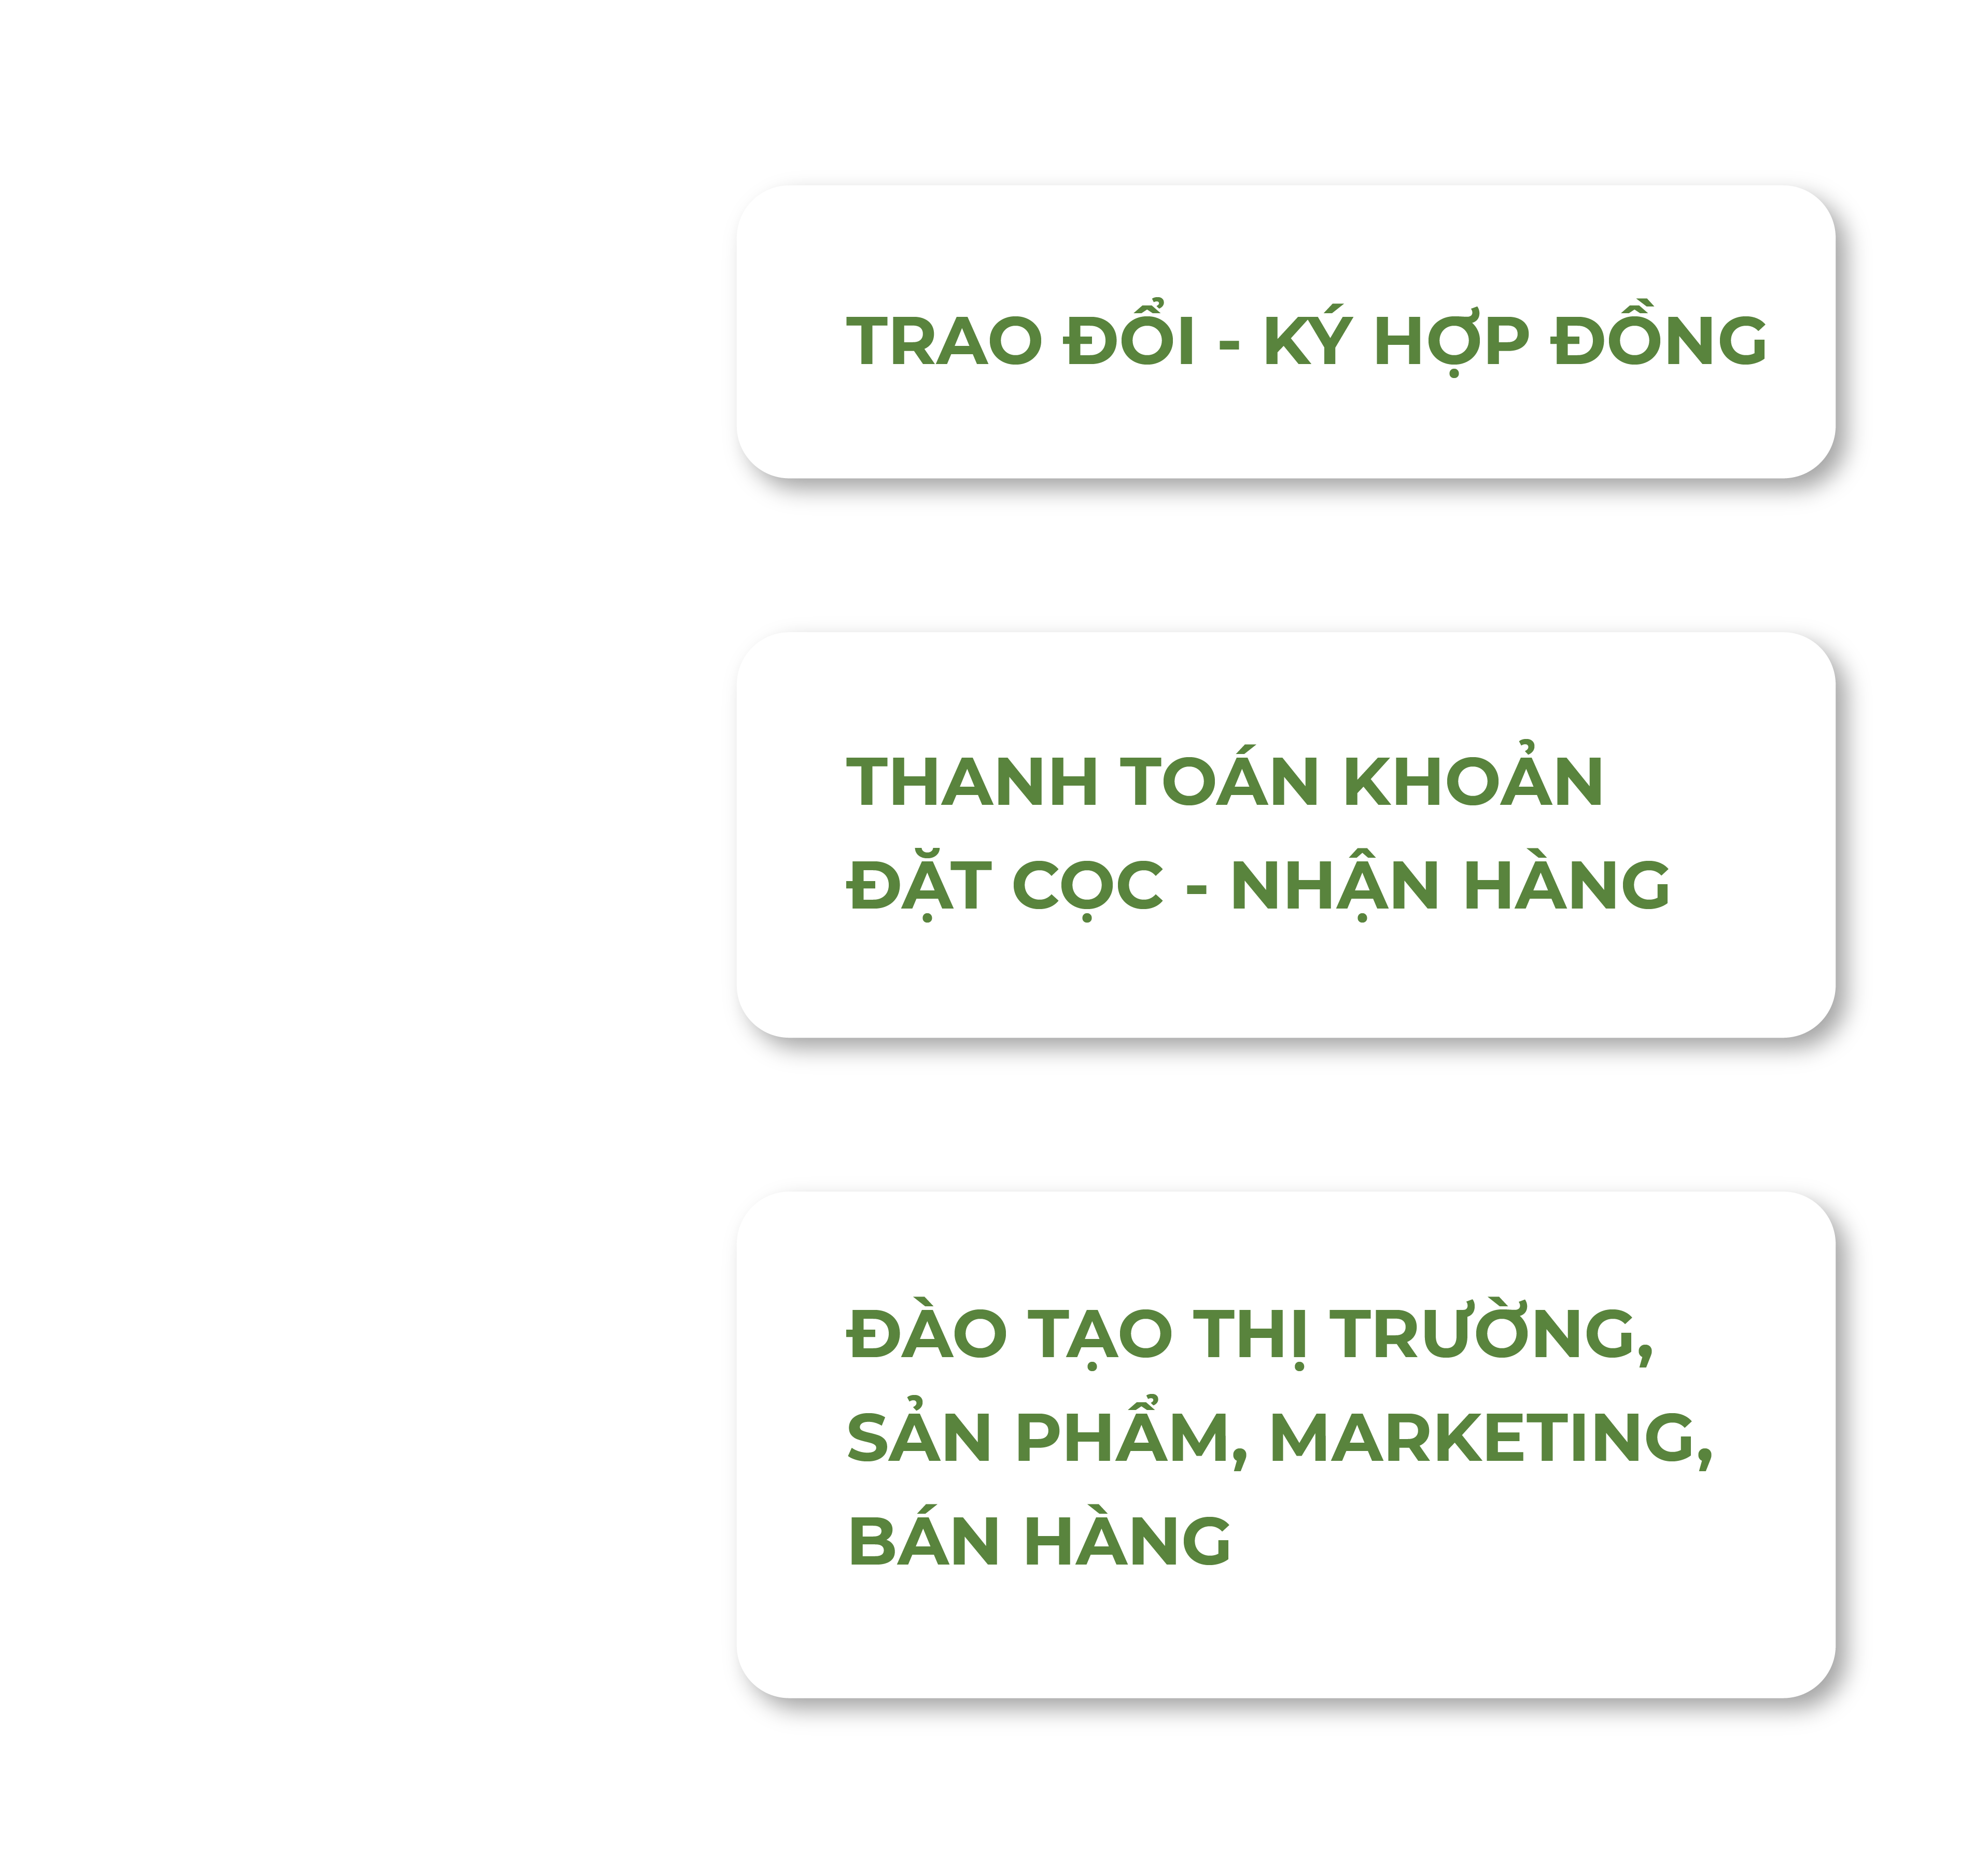 TRAO ĐỔI - KÝ HỢP ĐỒNG
THANH TOÁN KHOẢN
ĐẶT CỌC - NHẬN HÀNG
ĐÀO TẠO THỊ TRƯỜNG,
SẢN PHẨM, MARKETING,
BÁN HÀNG